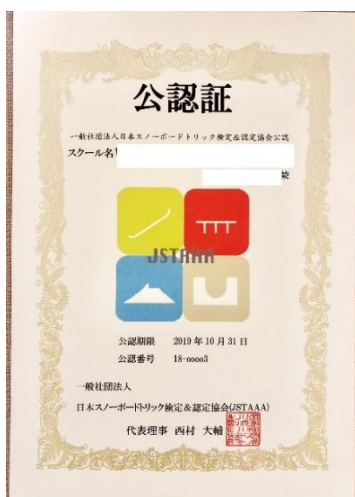 公認証
一般社団法人日本スノーボードトリック検定&認定協会公認
スクール名
殿
JSTAAA
公認期限 2019年10月31日
公認番号 18-00003
一般社団法人
日本スノーボードトリック検定&認定協会(JSTAAA)
代表理事 西村 大輔